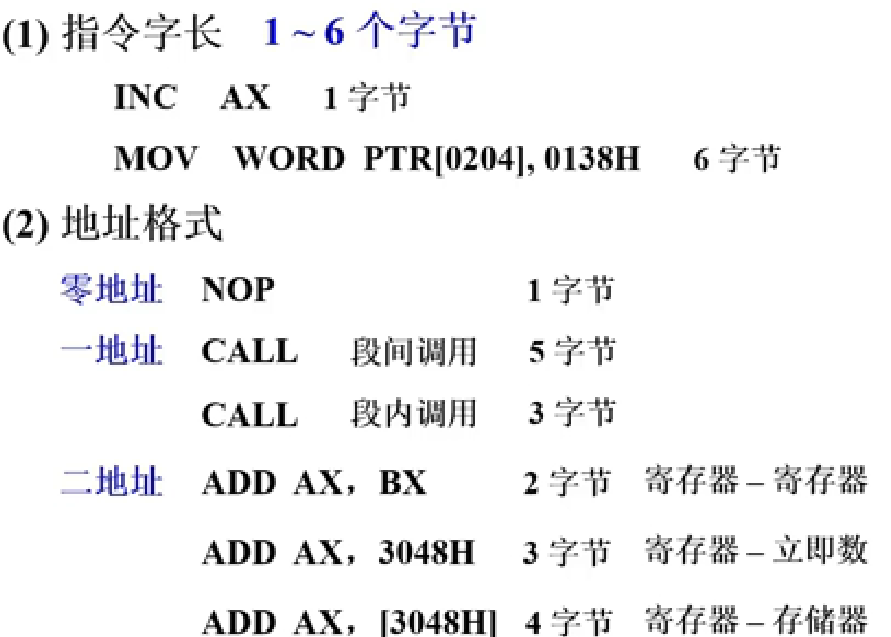 (1) 指令字长 1 ~ 6 个字节
INC AX 1 字节
MOV WORD PTR[0204], 0138H 6 字节
(2) 地址格式
零地址 NOP 1 字节
一地址 CALL 段间调用 5 字节
CALL 段内调用 3 字节
二地址 ADD AX，BX 2 字节 寄存器 – 寄存器
ADD AX，3048H 3 字节 寄存器 – 立即数
ADD AX，[3048H] 4 字节 寄存器 – 存储器